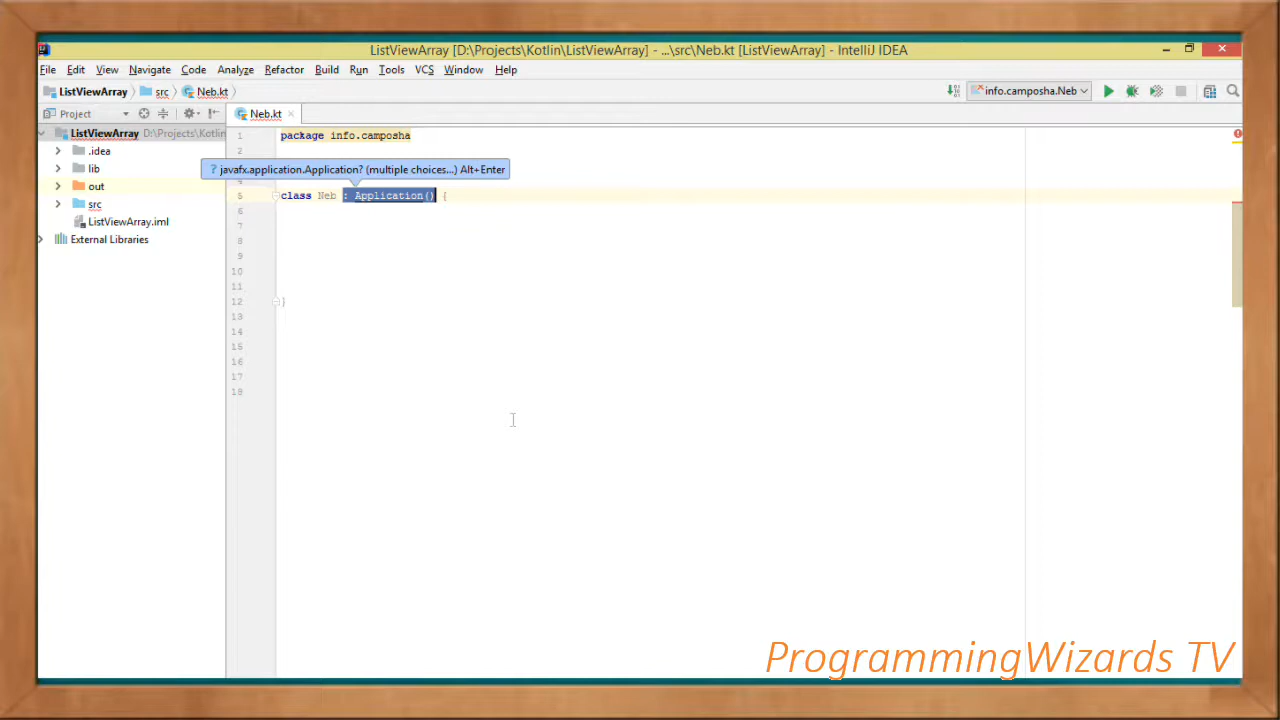 ListViewArray [D:\Projects\Kotlin\ListViewArray] - ...\src\Neb.kt [ListViewArray] - IntelliJ IDEA
File Edit View Navigate Code Analyze Refactor Build Run Tools VCS Window Help
ListViewArray src Neb.kt info.camposha.Neb
Project Neb.kt
ListViewArray D:\Projects\Kotlin
.idea
lib
out
src
ListViewArray.iml
External Libraries
1 package info.camposha
2
? javafx.application.Application? (multiple choices...) Alt+Enter
4
5 class Neb : Application() {
6
7
8
9
10
11
12 }
13
14
15
16
17
18
ProgrammingWizards TV